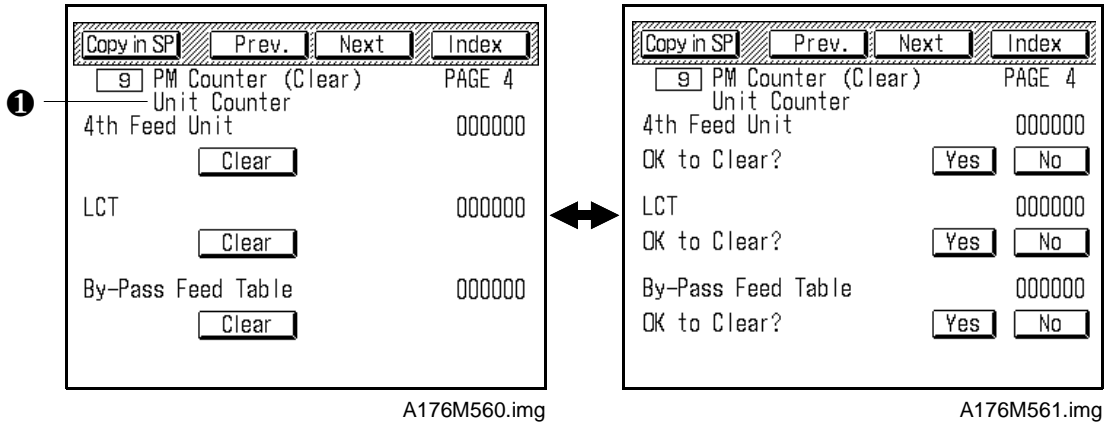 Copy in SP Prev. Next Index
9 PM Counter (Clear) PAGE 4
❶ Unit Counter
4th Feed Unit 000000
Clear
LCT 000000
Clear
By-Pass Feed Table 000000
Clear
A176M560.img
Copy in SP Prev. Next Index
9 PM Counter (Clear) PAGE 4
Unit Counter
4th Feed Unit 000000
OK to Clear? Yes No
LCT 000000
OK to Clear? Yes No
By-Pass Feed Table 000000
OK to Clear? Yes No
A176M561.img